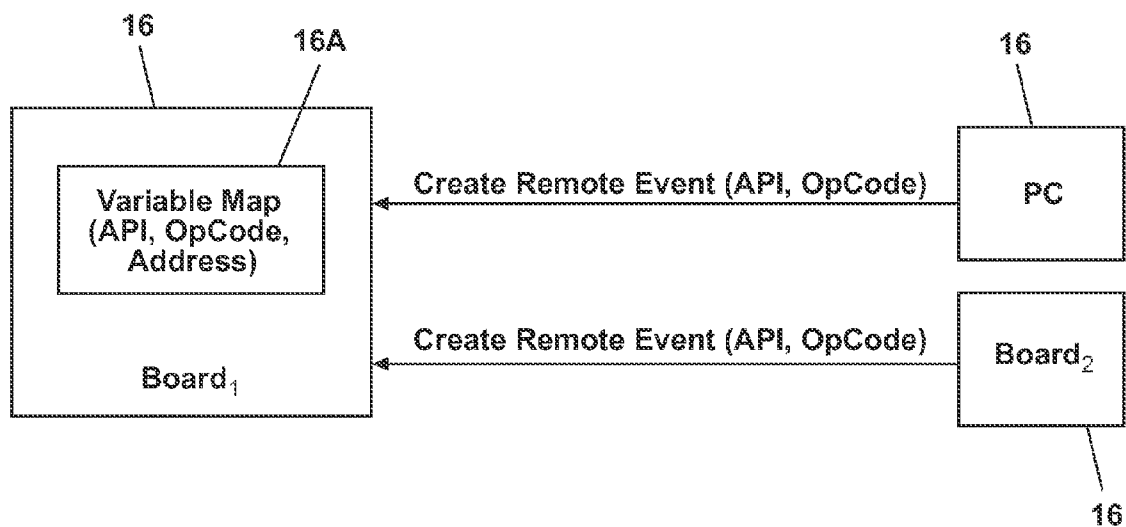 16
16A
16
Variable Map
(API, OpCode,
Address)
Board₁
Create Remote Event (API, OpCode)
PC
Create Remote Event (API, OpCode)
Board₂
16